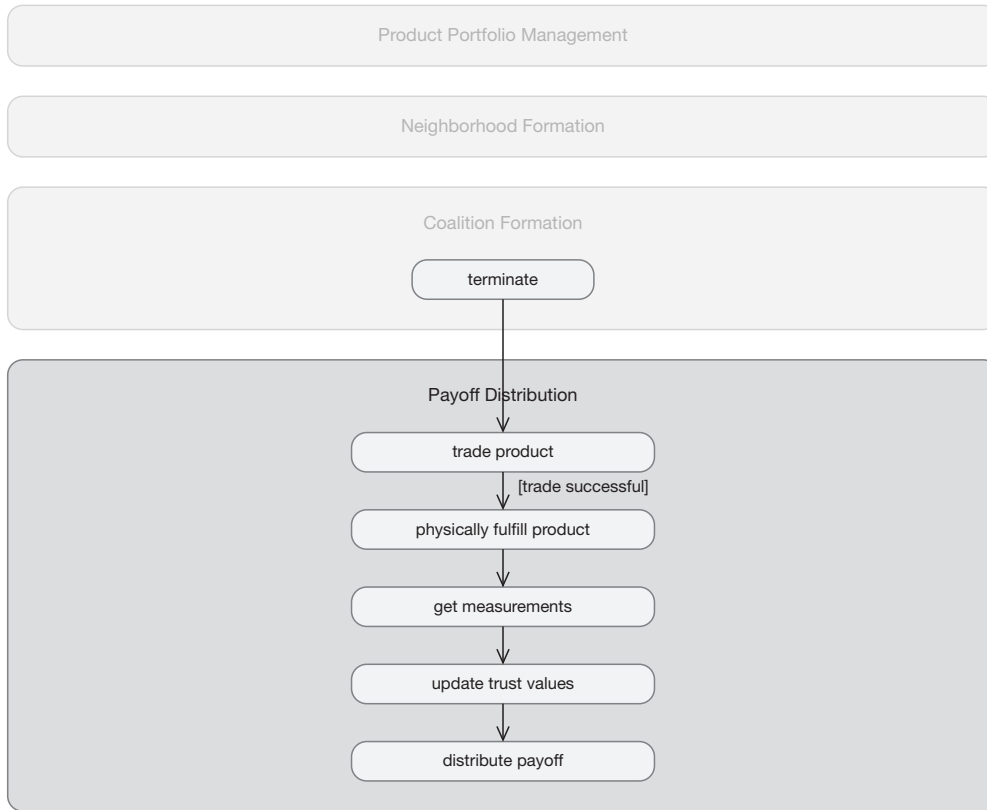 Product Portfolio Management
Neighborhood Formation
Coalition Formation
terminate
Payoff Distribution
trade product
[trade successful]
physically fulfill product
get measurements
update trust values
distribute payoff